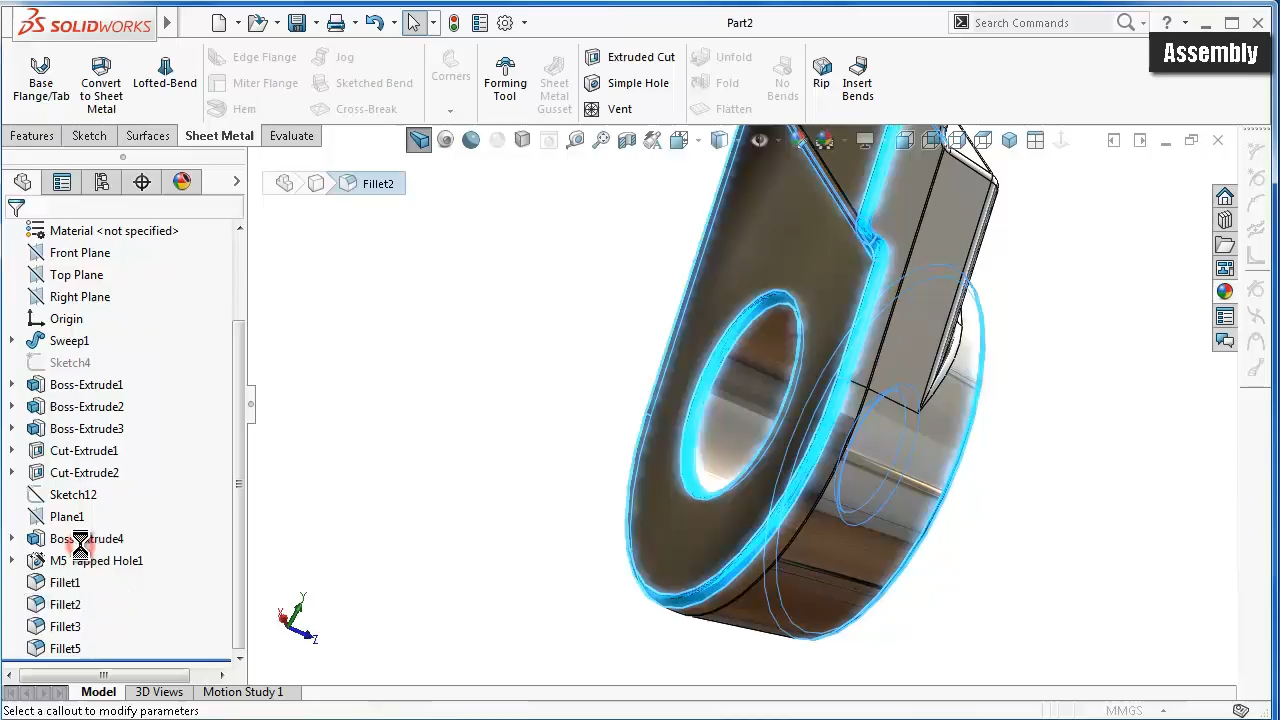 SOLIDWORKS
Part2
Search Commands
?
Assembly
Base Flange/Tab
Convert to Sheet Metal
Lofted-Bend
Edge Flange
Miter Flange
Hem
Jog
Sketched Bend
Cross-Break
Corners
Forming Tool
Sheet Metal Gusset
Extruded Cut
Simple Hole
Vent
Unfold
Fold
Flatten
No Bends
Rip
Insert Bends
Features
Sketch
Surfaces
Sheet Metal
Evaluate
Fillet2
Material <not specified>
Front Plane
Top Plane
Right Plane
Origin
Sweep1
Sketch4
Boss-Extrude1
Boss-Extrude2
Boss-Extrude3
Cut-Extrude1
Cut-Extrude2
Sketch12
Plane1
Boss-Extrude4
M5 Tapped Hole1
Fillet1
Fillet2
Fillet3
Fillet5
Y
X
Z
Model
3D Views
Motion Study 1
Select a callout to modify parameters
MMGS